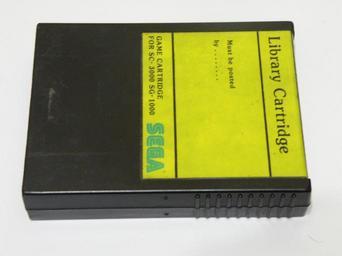 Library Cartridge
Must be posted
by ........
GAME CARTRIDGE
FOR SC-3000 SG-1000
SEGA